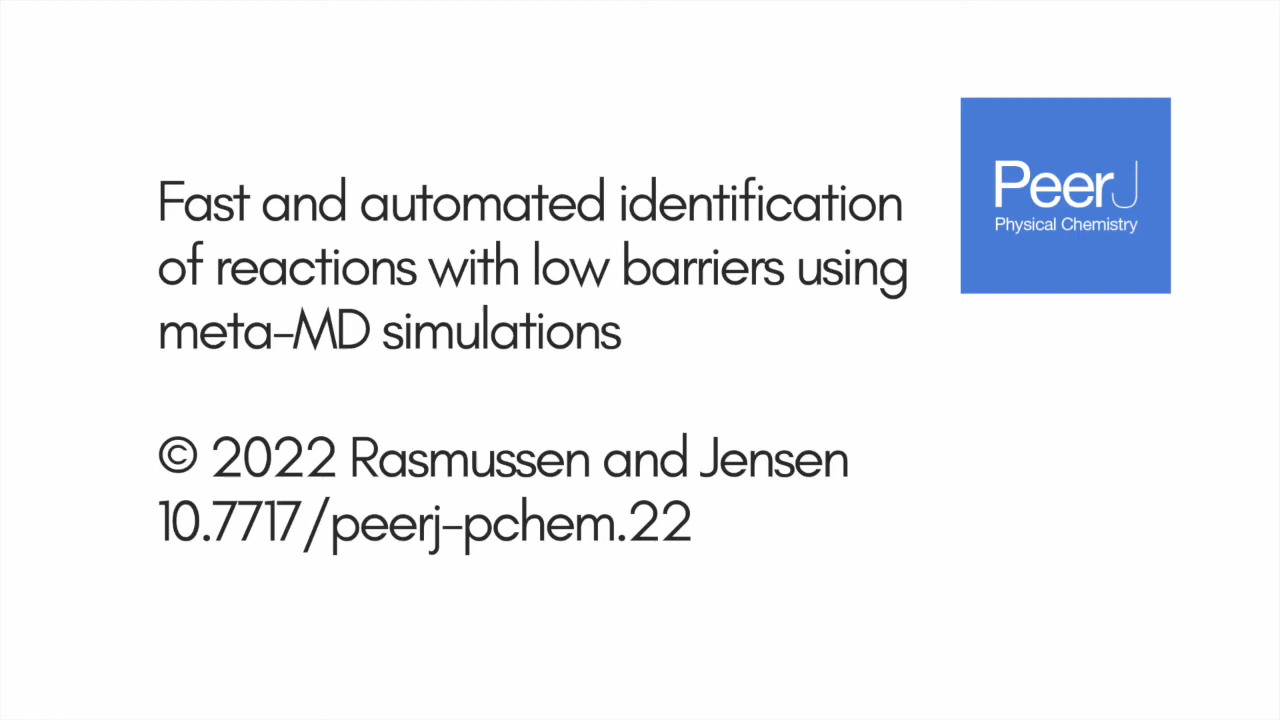 Fast and automated identification
of reactions with low barriers using
meta-MD simulations
© 2022 Rasmussen and Jensen
10.7717/peerj-pchem.22
PeerJ
Physical Chemistry